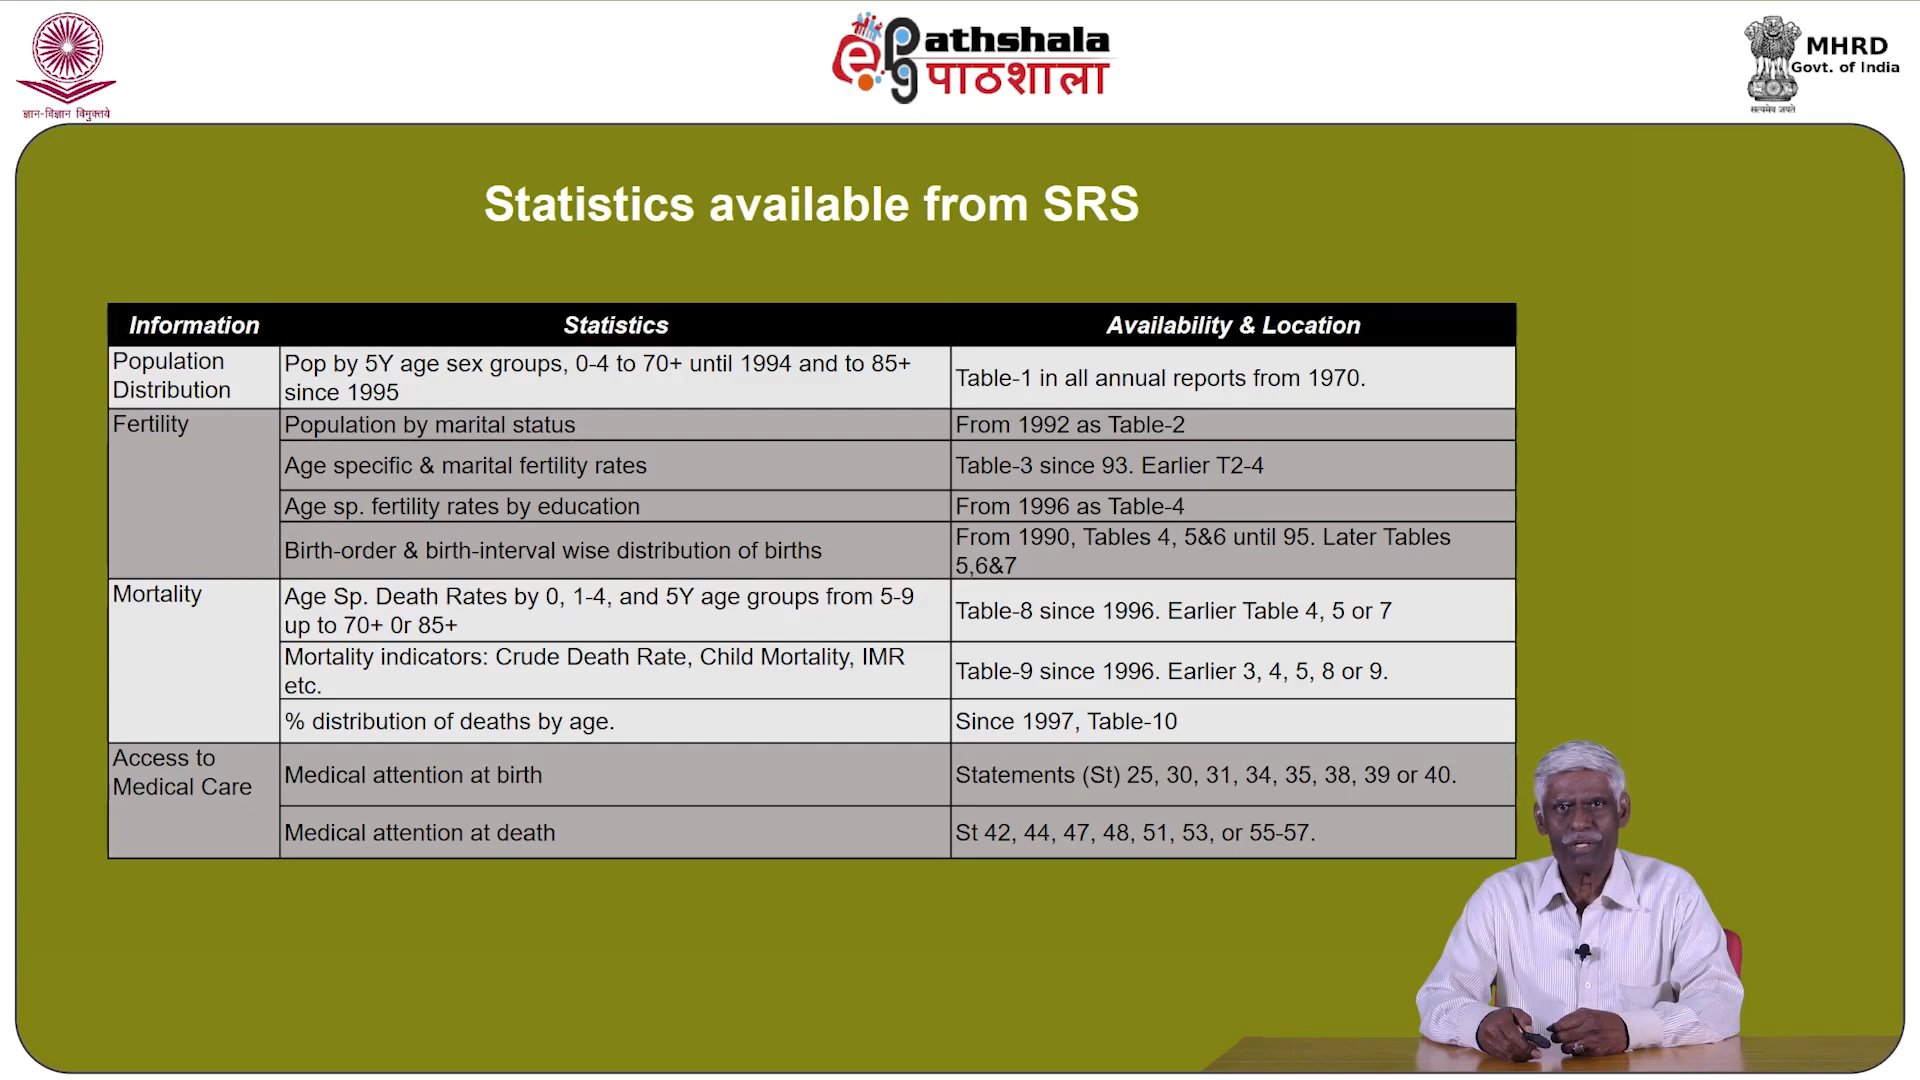 ज्ञान-विज्ञान विमुक्तये
ePathshala
पाठशाला
MHRD
Govt. of India
सत्यमेव जयते
Statistics available from SRS
Information Statistics Availability & Location
Population Distribution
Pop by 5Y age sex groups, 0-4 to 70+ until 1994 and to 85+
since 1995
Table-1 in all annual reports from 1970.
Fertility
Population by marital status
From 1992 as Table-2
Age specific & marital fertility rates
Table-3 since 93. Earlier T2-4
Age sp. fertility rates by education
From 1996 as Table-4
Birth-order & birth-interval wise distribution of births
From 1990, Tables 4, 5&6 until 95. Later Tables
5,6&7
Mortality
Age Sp. Death Rates by 0, 1-4, and 5Y age groups from 5-9
up to 70+ 0r 85+
Table-8 since 1996. Earlier Table 4, 5 or 7
Mortality indicators: Crude Death Rate, Child Mortality, IMR
etc.
Table-9 since 1996. Earlier 3, 4, 5, 8 or 9.
% distribution of deaths by age.
Since 1997, Table-10
Access to
Medical Care
Medical attention at birth
Statements (St) 25, 30, 31, 34, 35, 38, 39 or 40.
Medical attention at death
St 42, 44, 47, 48, 51, 53, or 55-57.